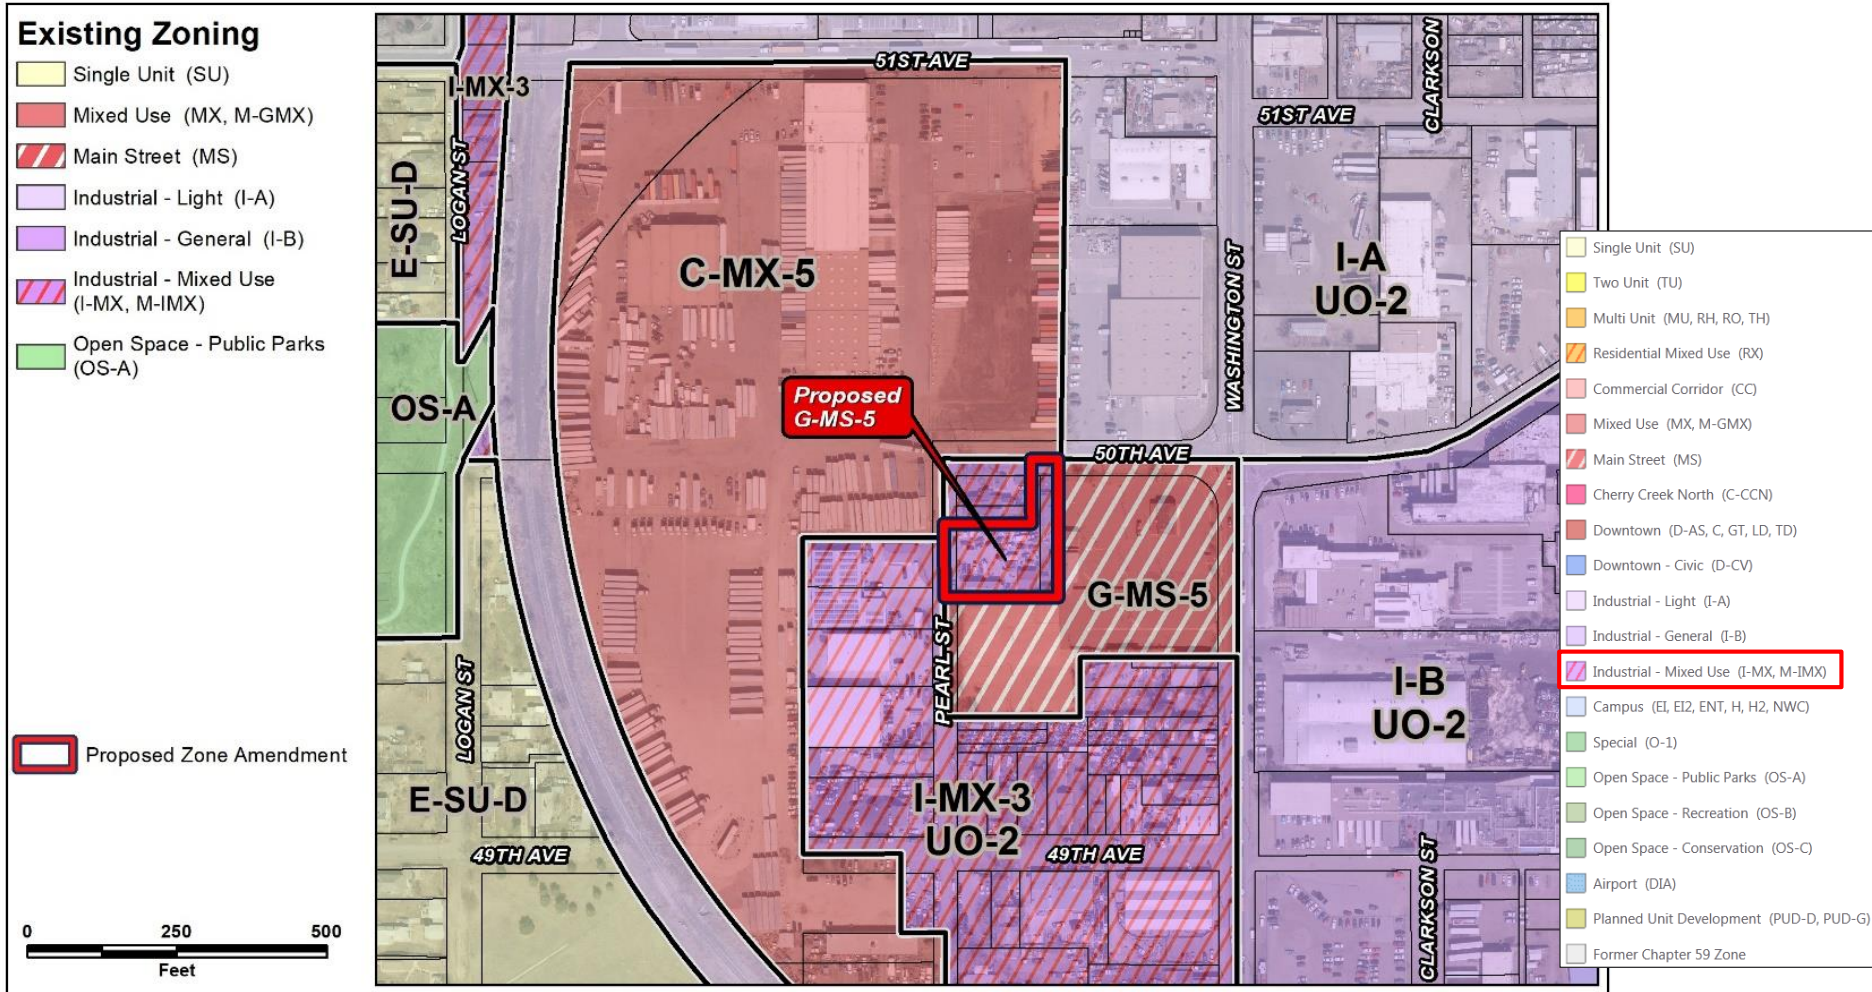 Existing Zoning
Single Unit (SU)
Mixed Use (MX, M-GMX)
Main Street (MS)
Industrial - Light (I-A)
Industrial - General (I-B)
Industrial - Mixed Use
(I-MX, M-IMX)
Open Space - Public Parks
(OS-A)
Proposed Zone Amendment
0 250 500
Feet
51ST AVE
I-MX-3
CLARKSON
51ST AVE
LOGAN ST
E-SU-D
C-MX-5
I-A
UO-2
WASHINGTON ST
OS-A
Proposed
G-MS-5
50TH AVE
G-MS-5
PEARL ST
LOGAN ST
I-B
UO-2
E-SU-D
I-MX-3
UO-2
49TH AVE
49TH AVE
CLARKSON ST
Single Unit (SU)
Two Unit (TU)
Multi Unit (MU, RH, RO, TH)
Residential Mixed Use (RX)
Commercial Corridor (CC)
Mixed Use (MX, M-GMX)
Main Street (MS)
Cherry Creek North (C-CCN)
Downtown (D-AS, C, GT, LD, TD)
Downtown - Civic (D-CV)
Industrial - Light (I-A)
Industrial - General (I-B)
Industrial - Mixed Use (I-MX, M-IMX)
Campus (EI, EI2, ENT, H, H2, NWC)
Special (O-1)
Open Space - Public Parks (OS-A)
Open Space - Recreation (OS-B)
Open Space - Conservation (OS-C)
Airport (DIA)
Planned Unit Development (PUD-D, PUD-G)
Former Chapter 59 Zone